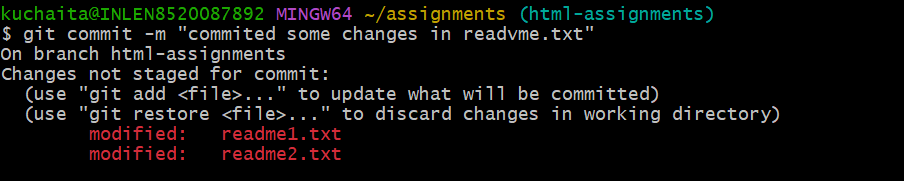 kuchaita@INLEN8520087892 MINGW64 ~/assignments (html-assignments)
$ git commit -m "commited some changes in readvme.txt"
On branch html-assignments
Changes not staged for commit:
  (use "git add <file>..." to update what will be committed)
  (use "git restore <file>..." to discard changes in working directory)
        modified:   readme1.txt
        modified:   readme2.txt